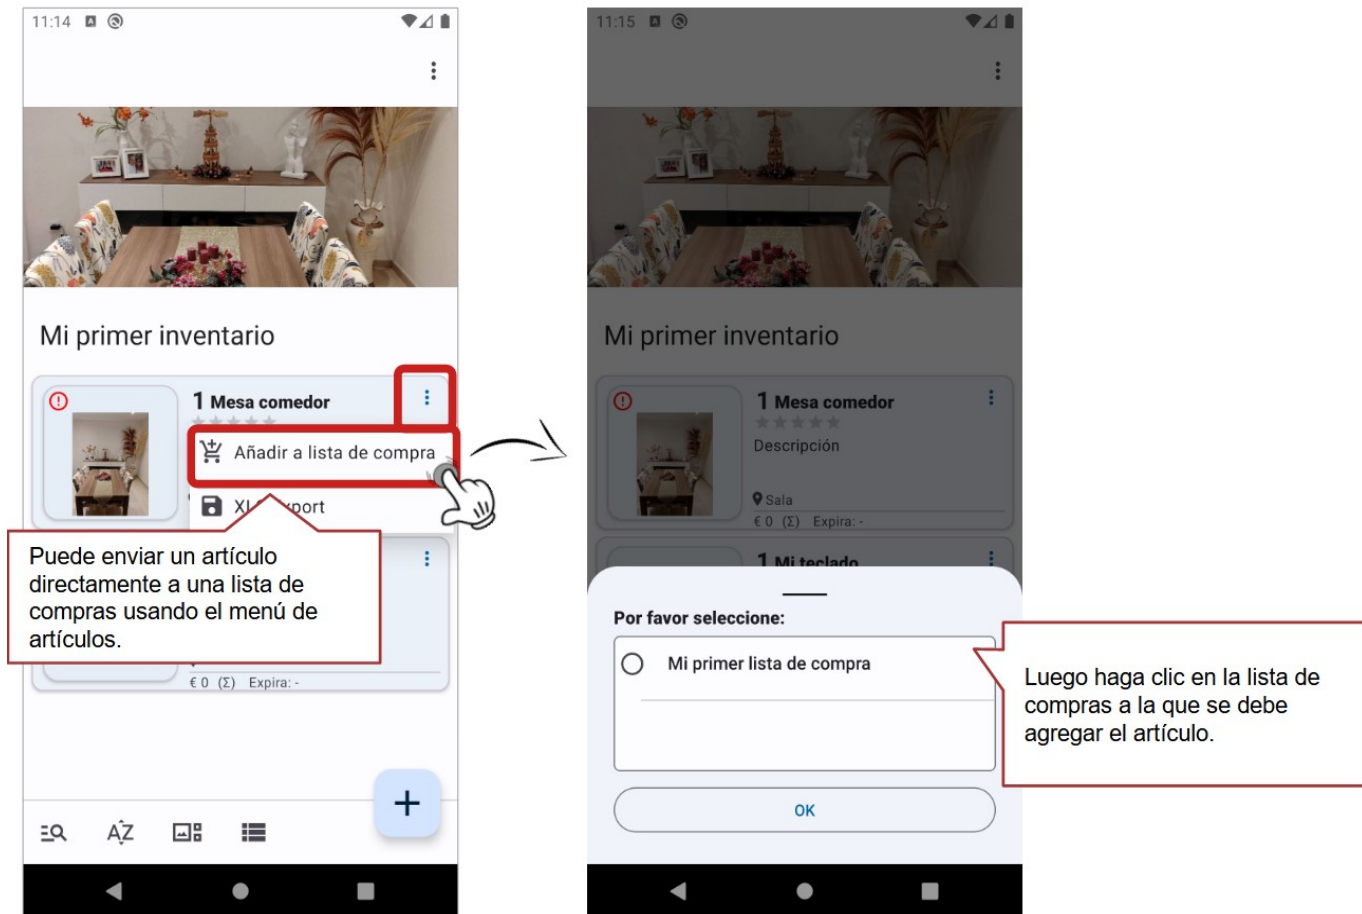 11:14
Mi primer inventario
1 Mesa comedor
Añadir a lista de compra
Puede enviar un artículo
directamente a una lista de
compras usando el menú de
artículos.
€ 0 (Σ) Expira: -
AZ
11:15
Mi primer inventario
1 Mesa comedor
Descripción
Sala
€ 0 (Σ) Expira: -
1 Mi teclado
Por favor seleccione:
Mi primer lista de compra
OK
Luego haga clic en la lista de
compras a la que se debe
agregar el artículo.